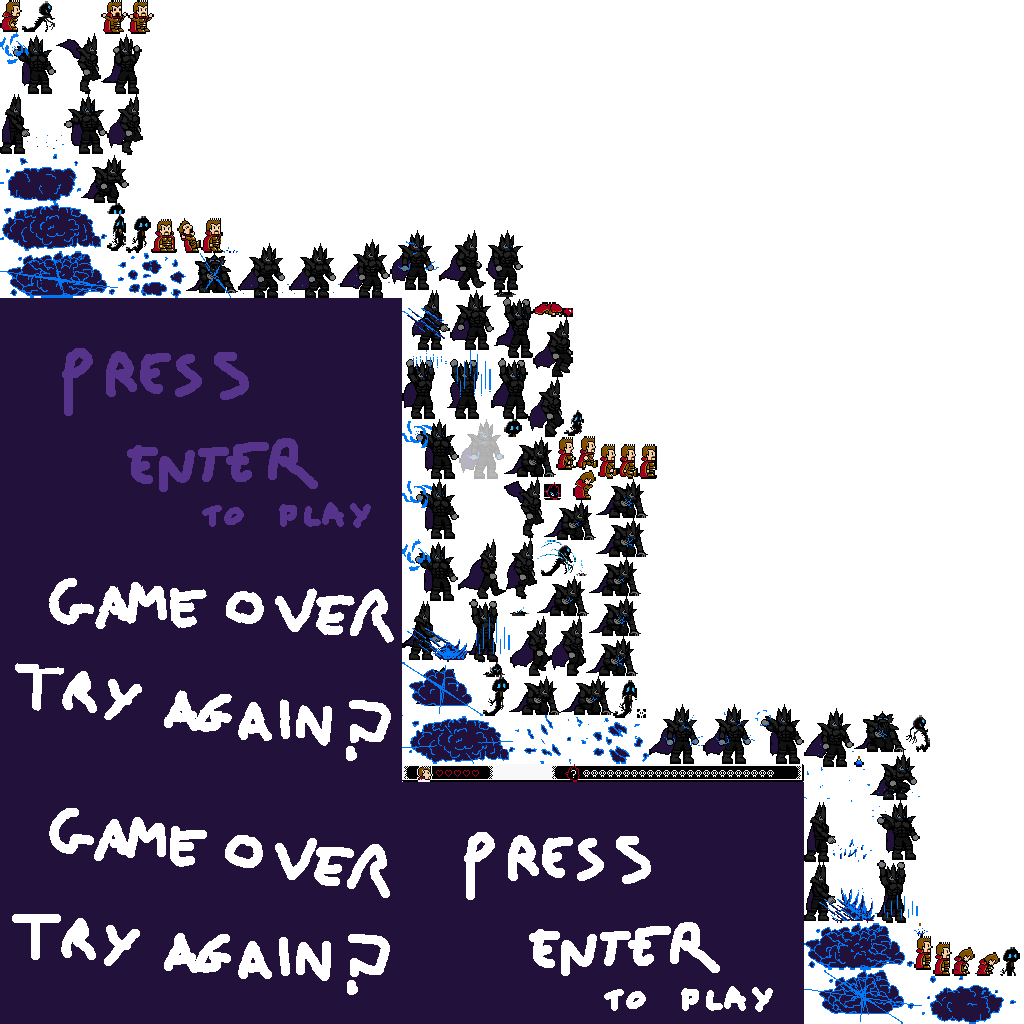 PRESS
ENTER
TO PLAY
GAME OVER
TRY AGAIN?
?
GAME OVER
TRY AGAIN?
PRESS
ENTER
TO PLAY